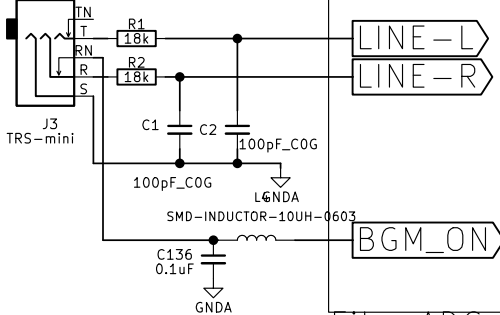 TN
T
R1
18k
LINE-L
RN
R2
R
18k
LINE-R
S
J3
TRS-mini
C1
C2
100pF_C0G
100pF_C0G
L4
GNDA
SMD-INDUCTOR-10UH-0603
BGM_ON
C136
0.1uF
GNDA